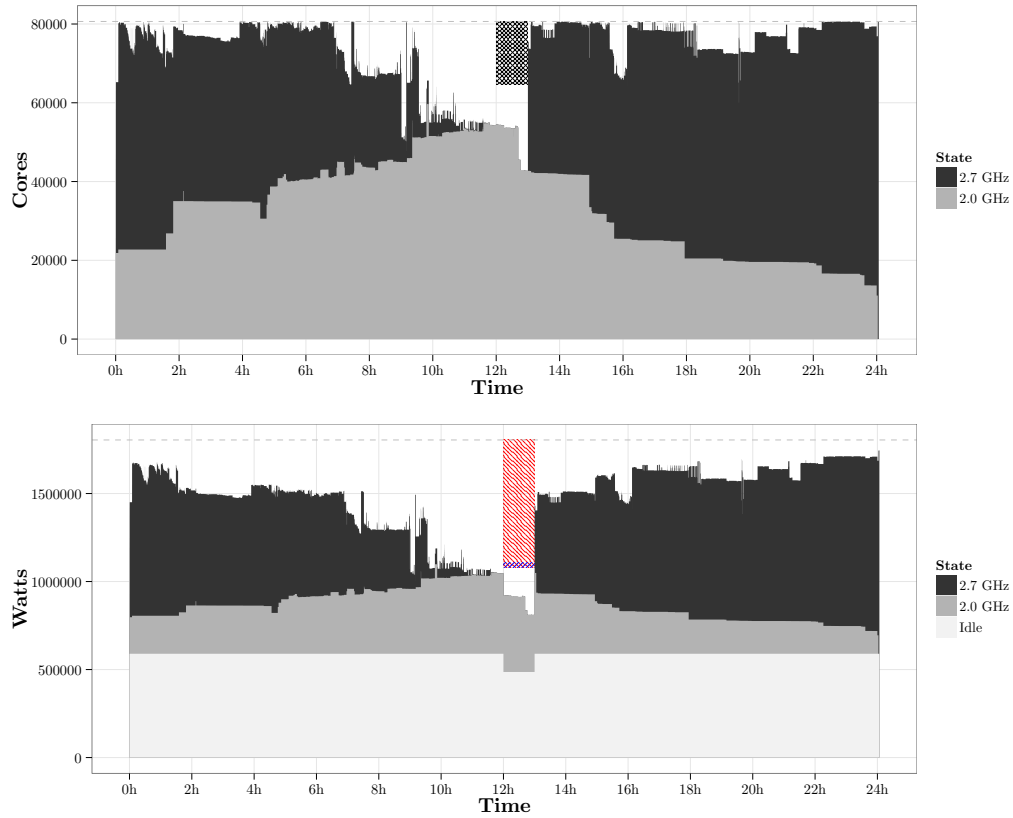 80000
60000
40000
20000
0
Cores
0h 2h 4h 6h 8h 10h 12h 14h 16h 18h 20h 22h 24h
Time
State
2.7 GHz
2.0 GHz
1500000
1000000
500000
0
Watts
0h 2h 4h 6h 8h 10h 12h 14h 16h 18h 20h 22h 24h
Time
State
2.7 GHz
2.0 GHz
Idle